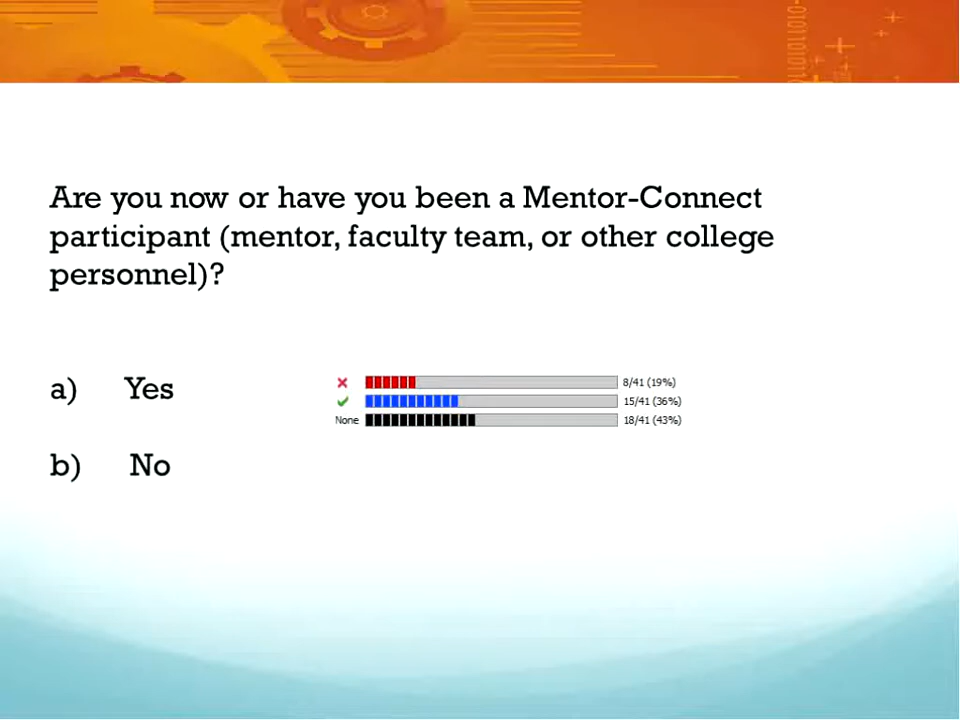 Are you now or have you been a Mentor-Connect
participant (mentor, faculty team, or other college
personnel)?
a) Yes
8/41 (19%)
15/41 (36%)
None 18/41 (43%)
b) No